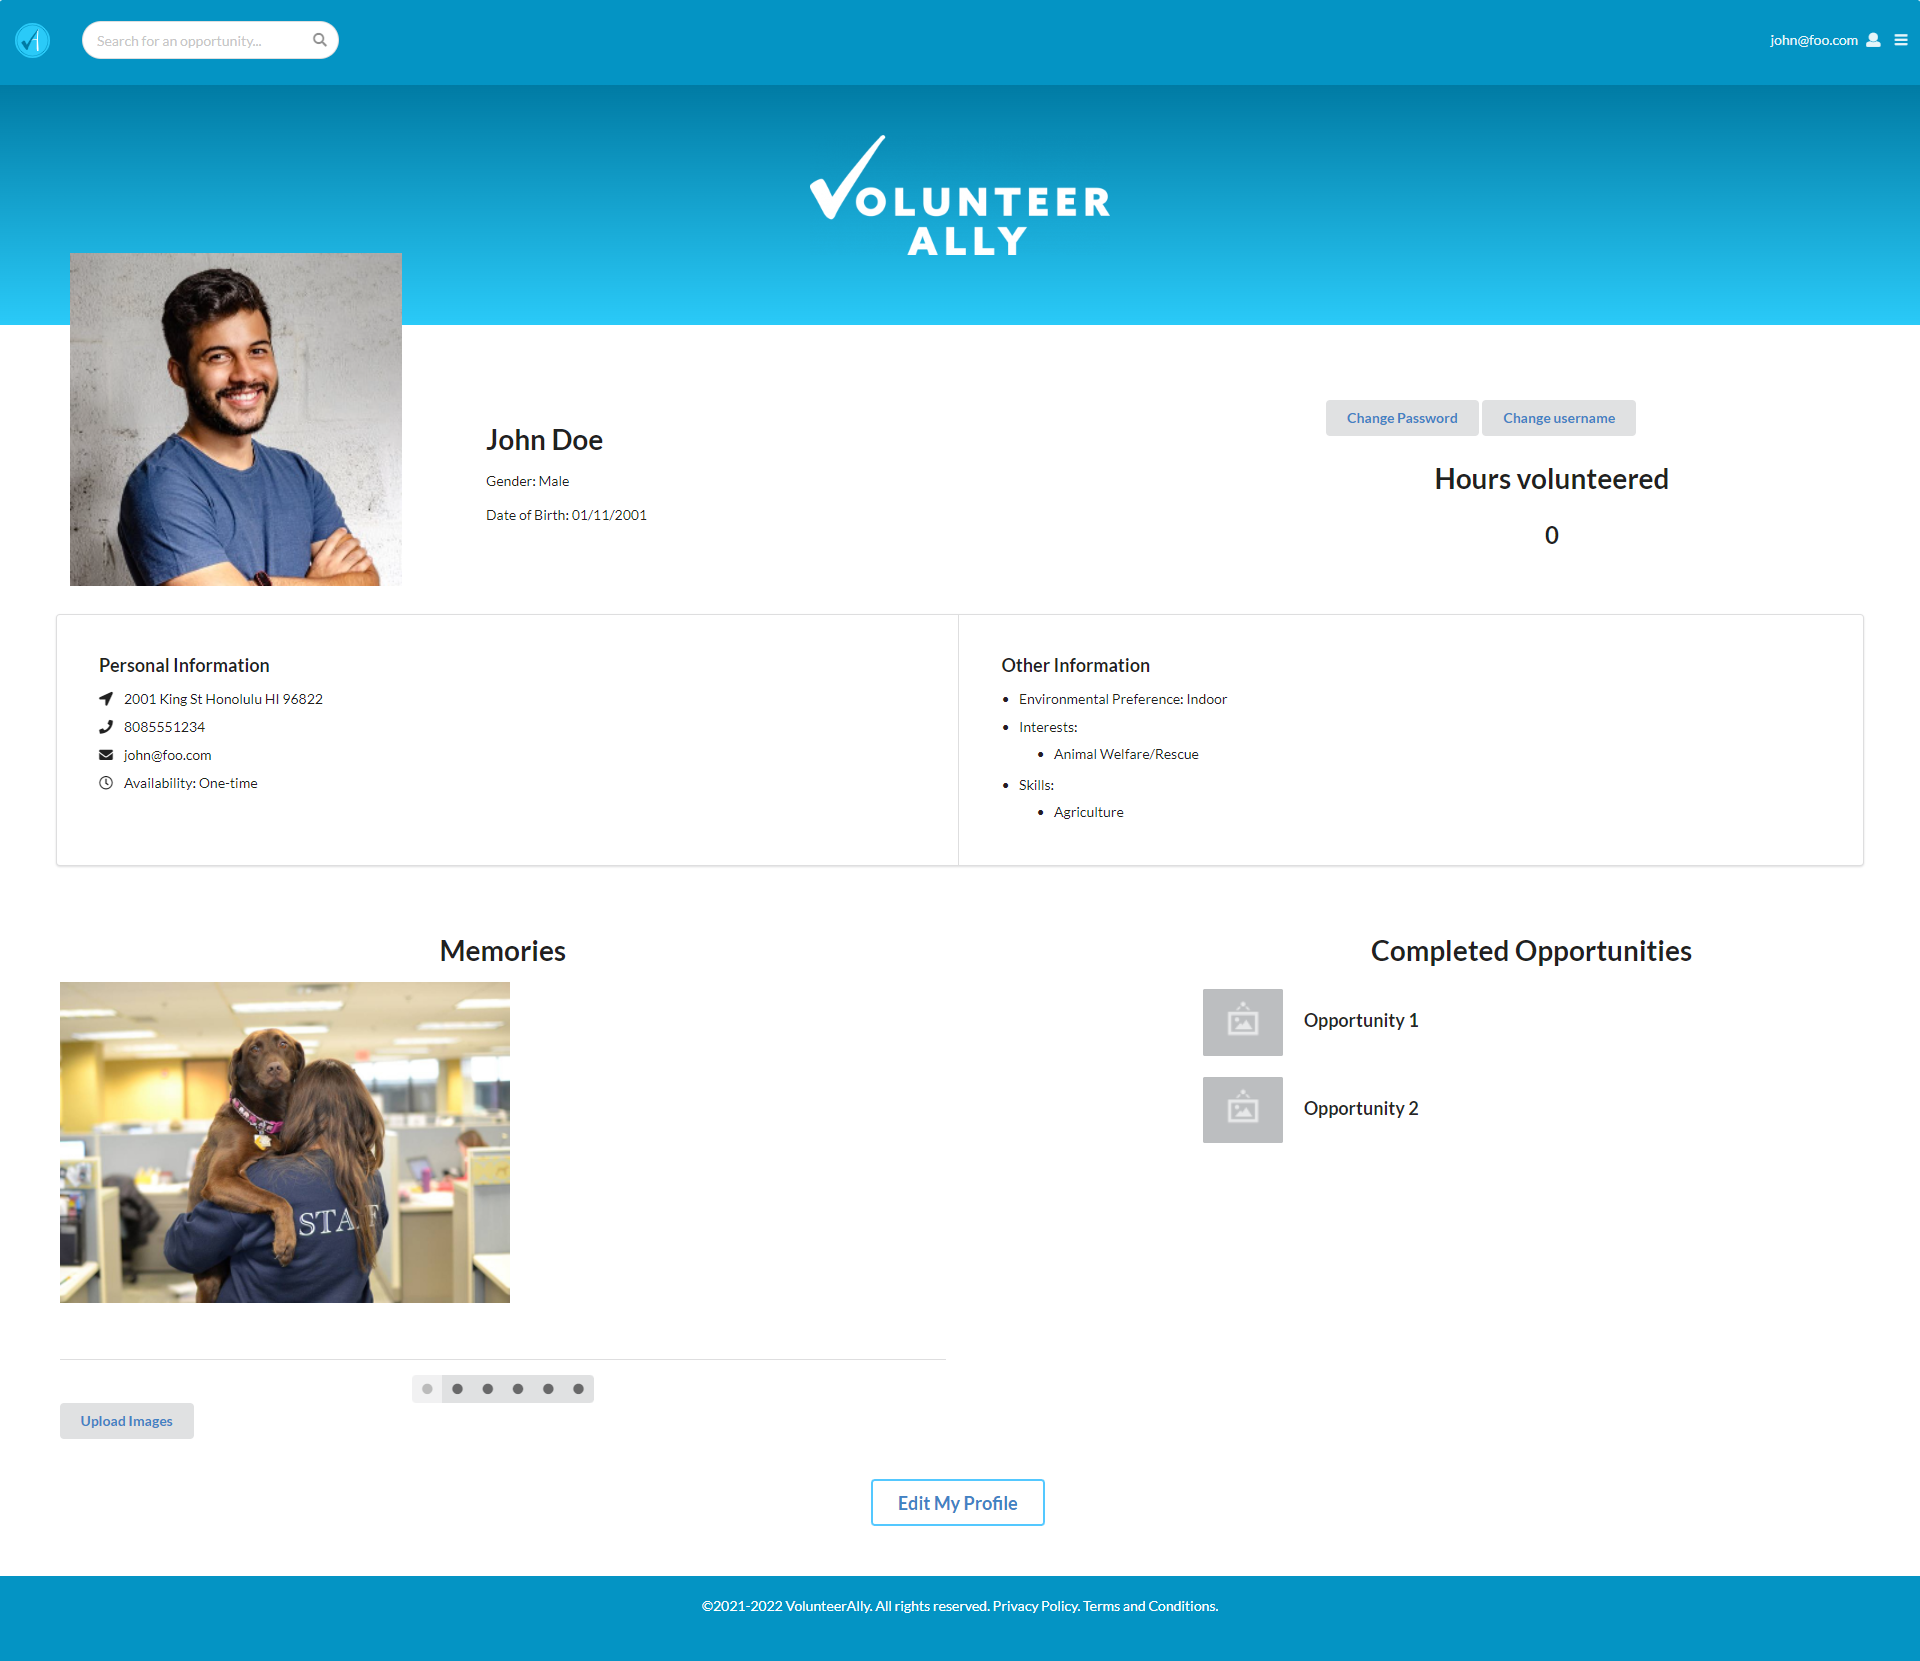 Search for an opportunity...
john@foo.com
VOLUNTEER
ALLY
Change Password
Change username
John Doe
Gender: Male
Date of Birth: 01/11/2001
Hours volunteered
0
Personal Information
2001 King St Honolulu HI 96822
8085551234
john@foo.com
Availability: One-time
Other Information
Environmental Preference: Indoor
Interests:
Animal Welfare/Rescue
Skills:
Agriculture
Memories
STAFF
Upload Images
Completed Opportunities
Opportunity 1
Opportunity 2
Edit My Profile
©2021-2022 VolunteerAlly. All rights reserved. Privacy Policy. Terms and Conditions.